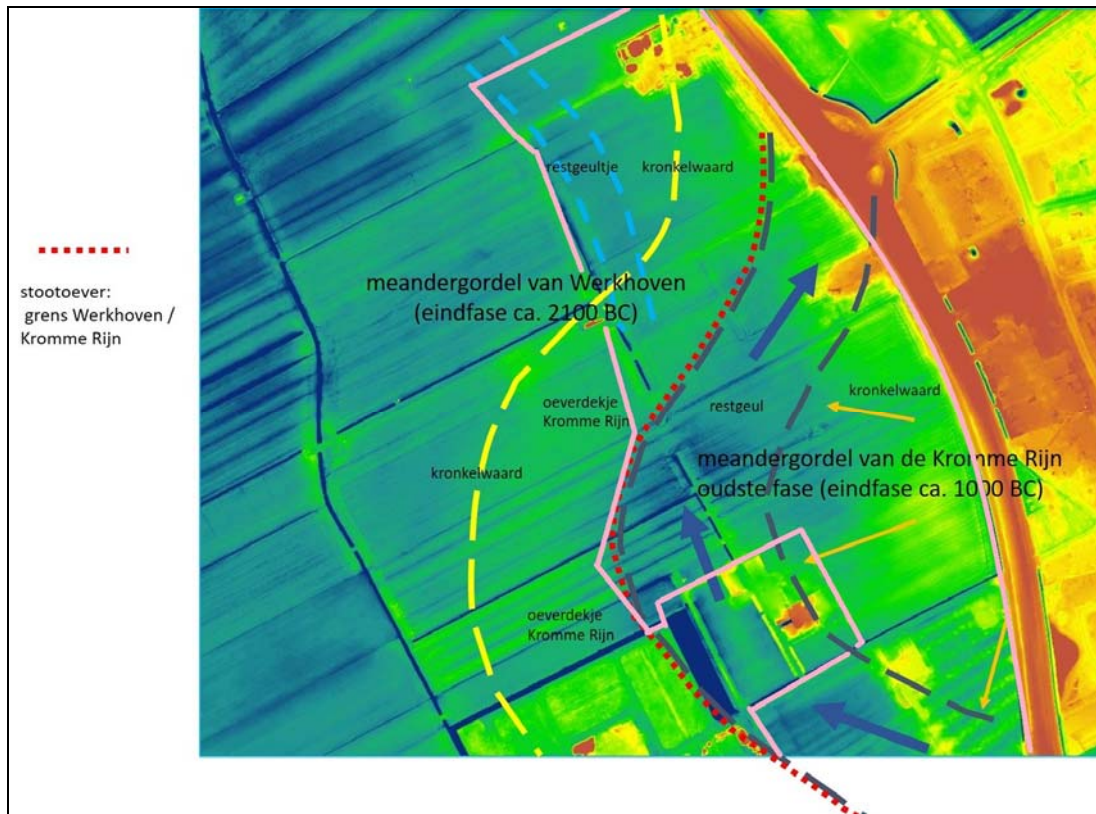 stootoever:
grens Werkhoven /
Kromme Rijn
restgeultje
kronkelwaard
meandergordel van Werkhoven
(eindfase ca. 2100 BC)
oeverdekje
Kromme Rijn
restgeul
kronkelwaard
kronkelwaard
meandergordel van de Kromme Rijn
oudste fase (eindfase ca. 1000 BC)
oeverdekje
Kromme Rijn